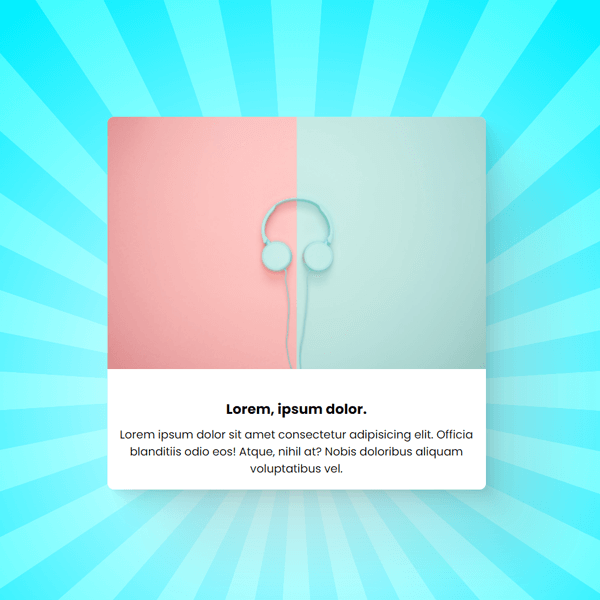 Lorem, ipsum dolor.
Lorem ipsum dolor sit amet consectetur adipisicing elit. Officia
blanditiis odio eos! Atque, nihil at? Nobis doloribus aliquam
voluptatibus vel.